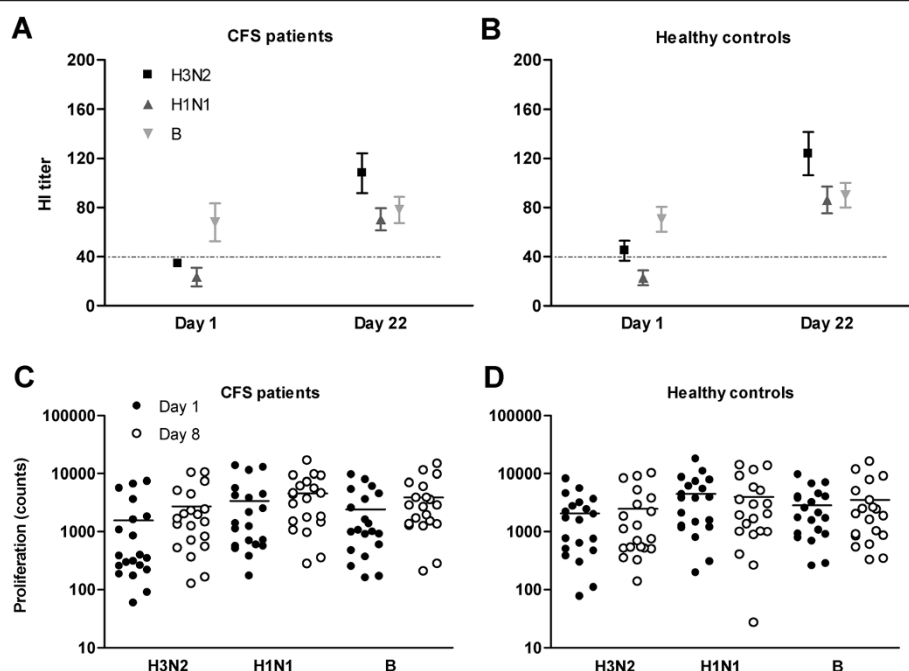 A
CFS patients
200
160
120
80
40
0
HI titer
H3N2
H1N1
B
Day 1
Day 22
B
Healthy controls
200
160
120
80
40
0
Day 1
Day 22
C
CFS patients
100000
10000
1000
100
10
Proliferation (counts)
Day 1
Day 8
H3N2
H1N1
B
D
Healthy controls
100000
10000
1000
100
10
H3N2
H1N1
B